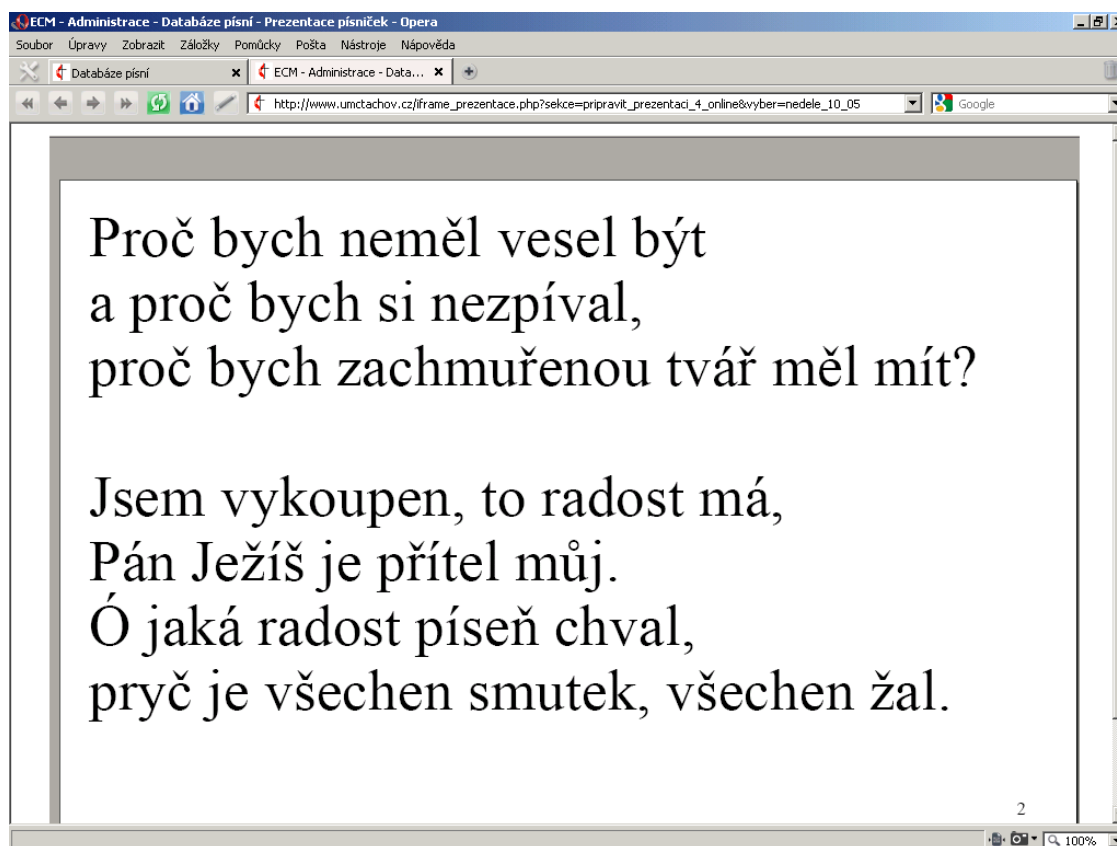 ECM - Administrace - Databáze písní - Prezentace písniček - Opera
Soubor Úpravy Zobrazit Záložky Pomůcky Pošta Nástroje Nápověda
Databáze písní ECM - Administrace - Data...
http://www.umctachov.cz/iframe_prezentace.php?sekce=pripravit_prezentaci_4_online&vyber=nedele_10_05 Google
Proč bych neměl vesel být
a proč bych si nezpíval,
proč bych zachmuřenou tvář měl mít?
Jsem vykoupen, to radost má,
Pán Ježíš je přítel můj.
Ó jaká radost píseň chval,
pryč je všechen smutek, všechen žal.
2
100%